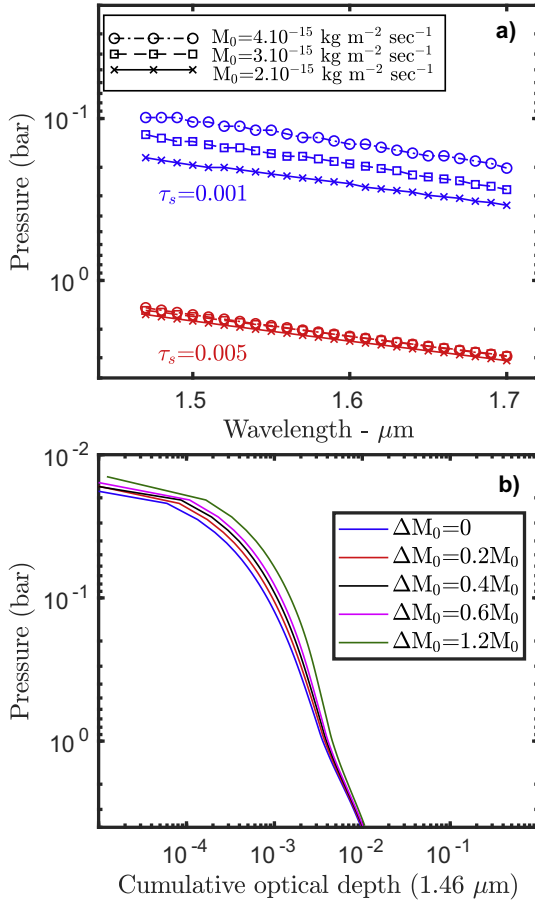 a)
M₀=4.10⁻¹⁵ kg m⁻² sec⁻¹
M₀=3.10⁻¹⁵ kg m⁻² sec⁻¹
M₀=2.10⁻¹⁵ kg m⁻² sec⁻¹
10⁻¹
τₛ=0.001
Pressure (bar)
10⁰
τₛ=0.005
1.5 1.6 1.7
Wavelength - μm
10⁻²
b)
ΔM₀=0
ΔM₀=0.2M₀
ΔM₀=0.4M₀
ΔM₀=0.6M₀
ΔM₀=1.2M₀
10⁻¹
Pressure (bar)
10⁰
10⁻⁴ 10⁻³ 10⁻² 10⁻¹
Cumulative optical depth (1.46 μm)